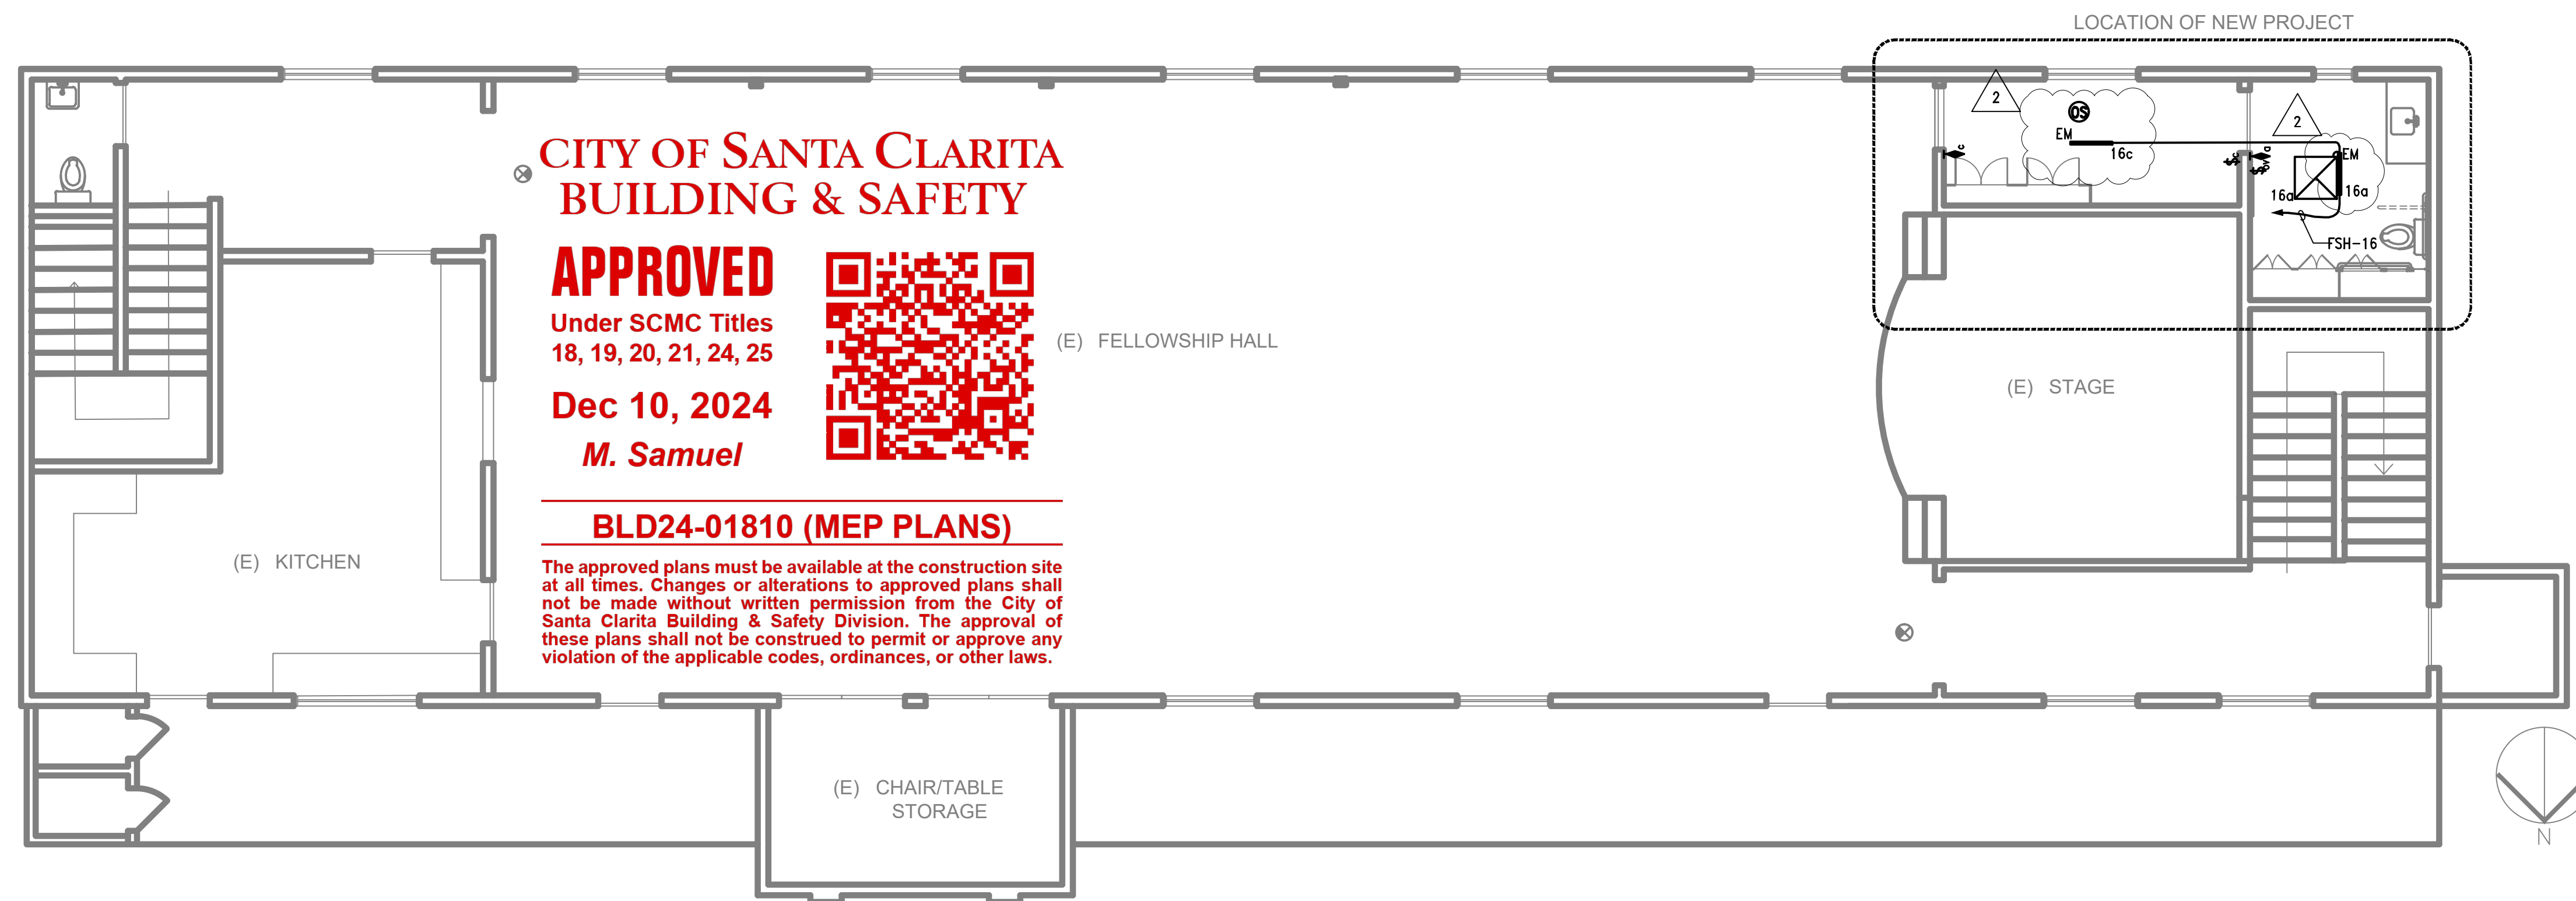 LOCATION OF NEW PROJECT
2
OS
EM
16c
c
2
EM
16a
16a
FSH-16
$c
a
CITY OF SANTA CLARITA
BUILDING & SAFETY
APPROVED
Under SCMC Titles
18, 19, 20, 21, 24, 25
Dec 10, 2024
M. Samuel
BLD24-01810 (MEP PLANS)
The approved plans must be available at the construction site
at all times. Changes or alterations to approved plans shall
not be made without written permission from the City of
Santa Clarita Building & Safety Division. The approval of
these plans shall not be construed to permit or approve any
violation of the applicable codes, ordinances, or other laws.
(E) FELLOWSHIP HALL
(E) STAGE
(E) KITCHEN
(E) CHAIR/TABLE
STORAGE
N